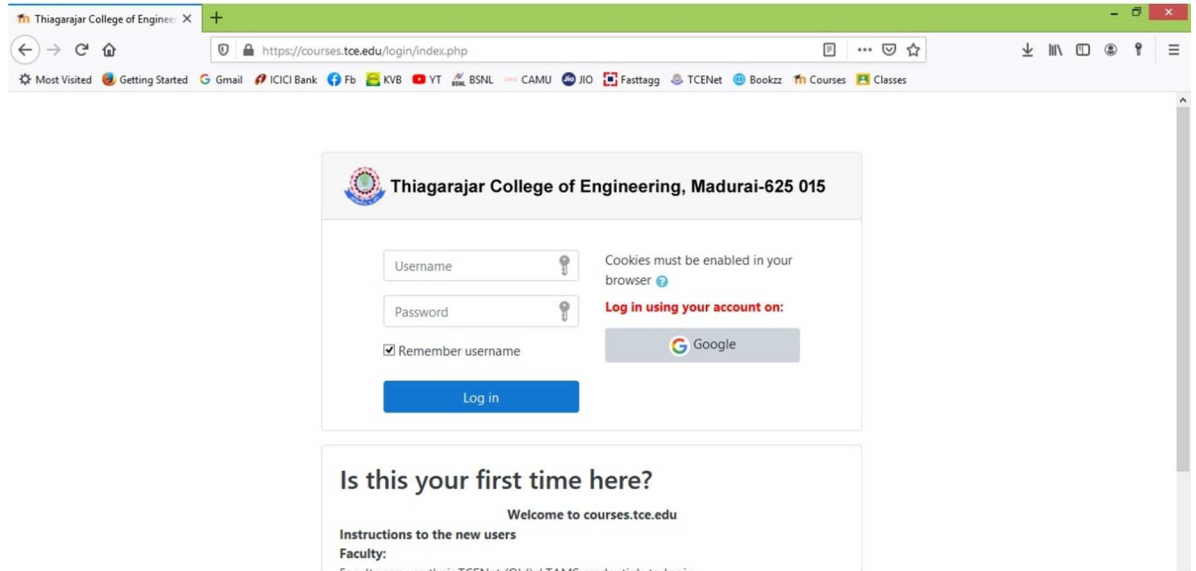 Thiagarajar College of Engineer
https://courses.tce.edu/login/index.php
Most Visited Getting Started Gmail ICICI Bank Fb KVB YT BSNL CAMU JIO Fasttagg TCENet Bookzz Courses Classes
Thiagarajar College of Engineering, Madurai-625 015
Username
Password
Remember username
Log in
Cookies must be enabled in your
browser
Log in using your account on:
Google
Is this your first time here?
Welcome to courses.tce.edu
Instructions to the new users
Faculty: